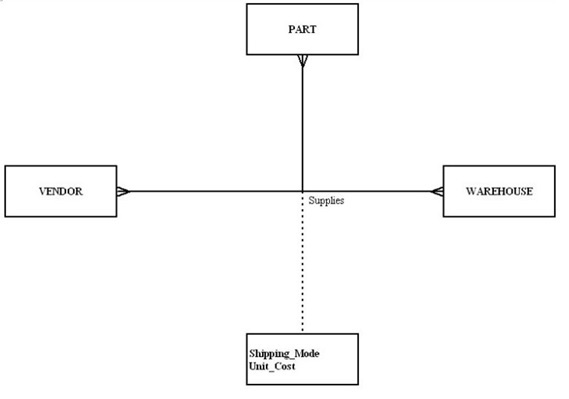 PART
VENDOR
WAREHOUSE
Supplies
Shipping_Mode
Unit_Cost